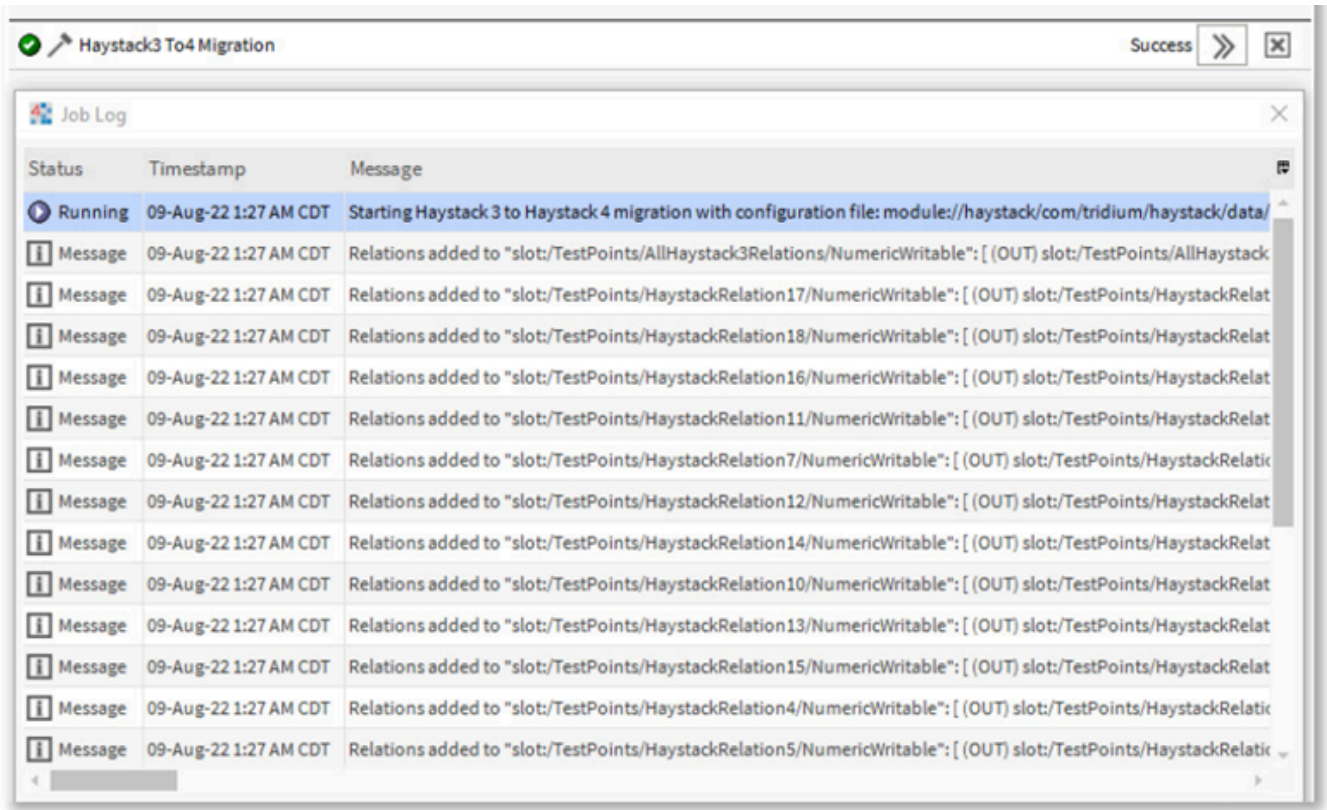 Haystack3 To4 Migration Success
Job Log
Status Timestamp Message
Running 09-Aug-22 1:27 AM CDT Starting Haystack 3 to Haystack 4 migration with configuration file: module://haystack/com/tridium/haystack/data/
Message 09-Aug-22 1:27 AM CDT Relations added to "slot:/TestPoints/AllHaystack3Relations/NumericWritable": [ (OUT) slot:/TestPoints/AllHaystack
Message 09-Aug-22 1:27 AM CDT Relations added to "slot:/TestPoints/HaystackRelation17/NumericWritable": [ (OUT) slot:/TestPoints/HaystackRelat
Message 09-Aug-22 1:27 AM CDT Relations added to "slot:/TestPoints/HaystackRelation18/NumericWritable": [ (OUT) slot:/TestPoints/HaystackRelat
Message 09-Aug-22 1:27 AM CDT Relations added to "slot:/TestPoints/HaystackRelation16/NumericWritable": [ (OUT) slot:/TestPoints/HaystackRelat
Message 09-Aug-22 1:27 AM CDT Relations added to "slot:/TestPoints/HaystackRelation11/NumericWritable": [ (OUT) slot:/TestPoints/HaystackRelat
Message 09-Aug-22 1:27 AM CDT Relations added to "slot:/TestPoints/HaystackRelation7/NumericWritable": [ (OUT) slot:/TestPoints/HaystackRelatic
Message 09-Aug-22 1:27 AM CDT Relations added to "slot:/TestPoints/HaystackRelation12/NumericWritable": [ (OUT) slot:/TestPoints/HaystackRelat
Message 09-Aug-22 1:27 AM CDT Relations added to "slot:/TestPoints/HaystackRelation14/NumericWritable": [ (OUT) slot:/TestPoints/HaystackRelat
Message 09-Aug-22 1:27 AM CDT Relations added to "slot:/TestPoints/HaystackRelation10/NumericWritable": [ (OUT) slot:/TestPoints/HaystackRelat
Message 09-Aug-22 1:27 AM CDT Relations added to "slot:/TestPoints/HaystackRelation13/NumericWritable": [ (OUT) slot:/TestPoints/HaystackRelat
Message 09-Aug-22 1:27 AM CDT Relations added to "slot:/TestPoints/HaystackRelation15/NumericWritable": [ (OUT) slot:/TestPoints/HaystackRelat
Message 09-Aug-22 1:27 AM CDT Relations added to "slot:/TestPoints/HaystackRelation4/NumericWritable": [ (OUT) slot:/TestPoints/HaystackRelatic
Message 09-Aug-22 1:27 AM CDT Relations added to "slot:/TestPoints/HaystackRelation5/NumericWritable": [ (OUT) slot:/TestPoints/HaystackRelatic